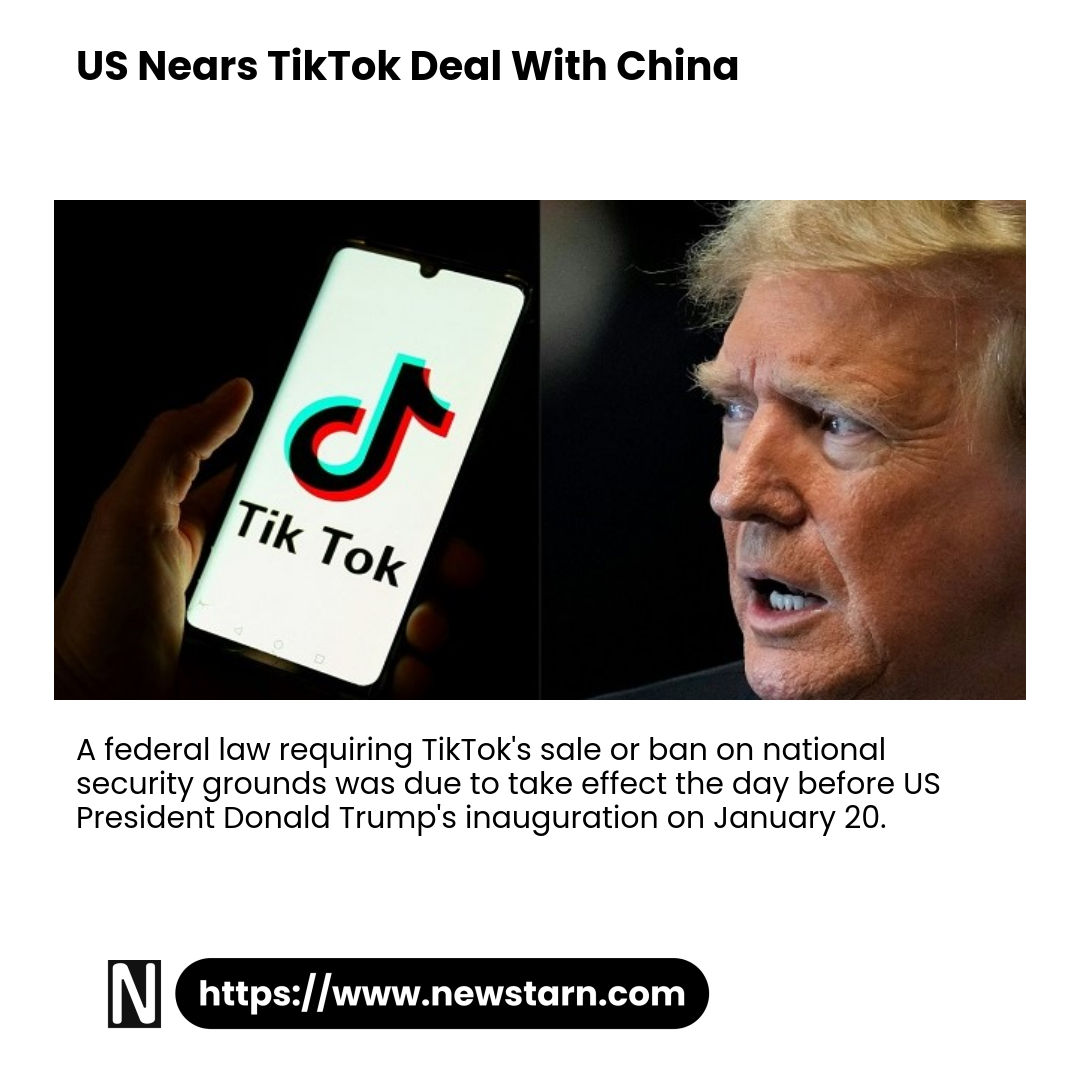 US Nears TikTok Deal With China
Tik Tok
A federal law requiring TikTok's sale or ban on national
security grounds was due to take effect the day before US
President Donald Trump's inauguration on January 20.
N
https://www.newstarn.com